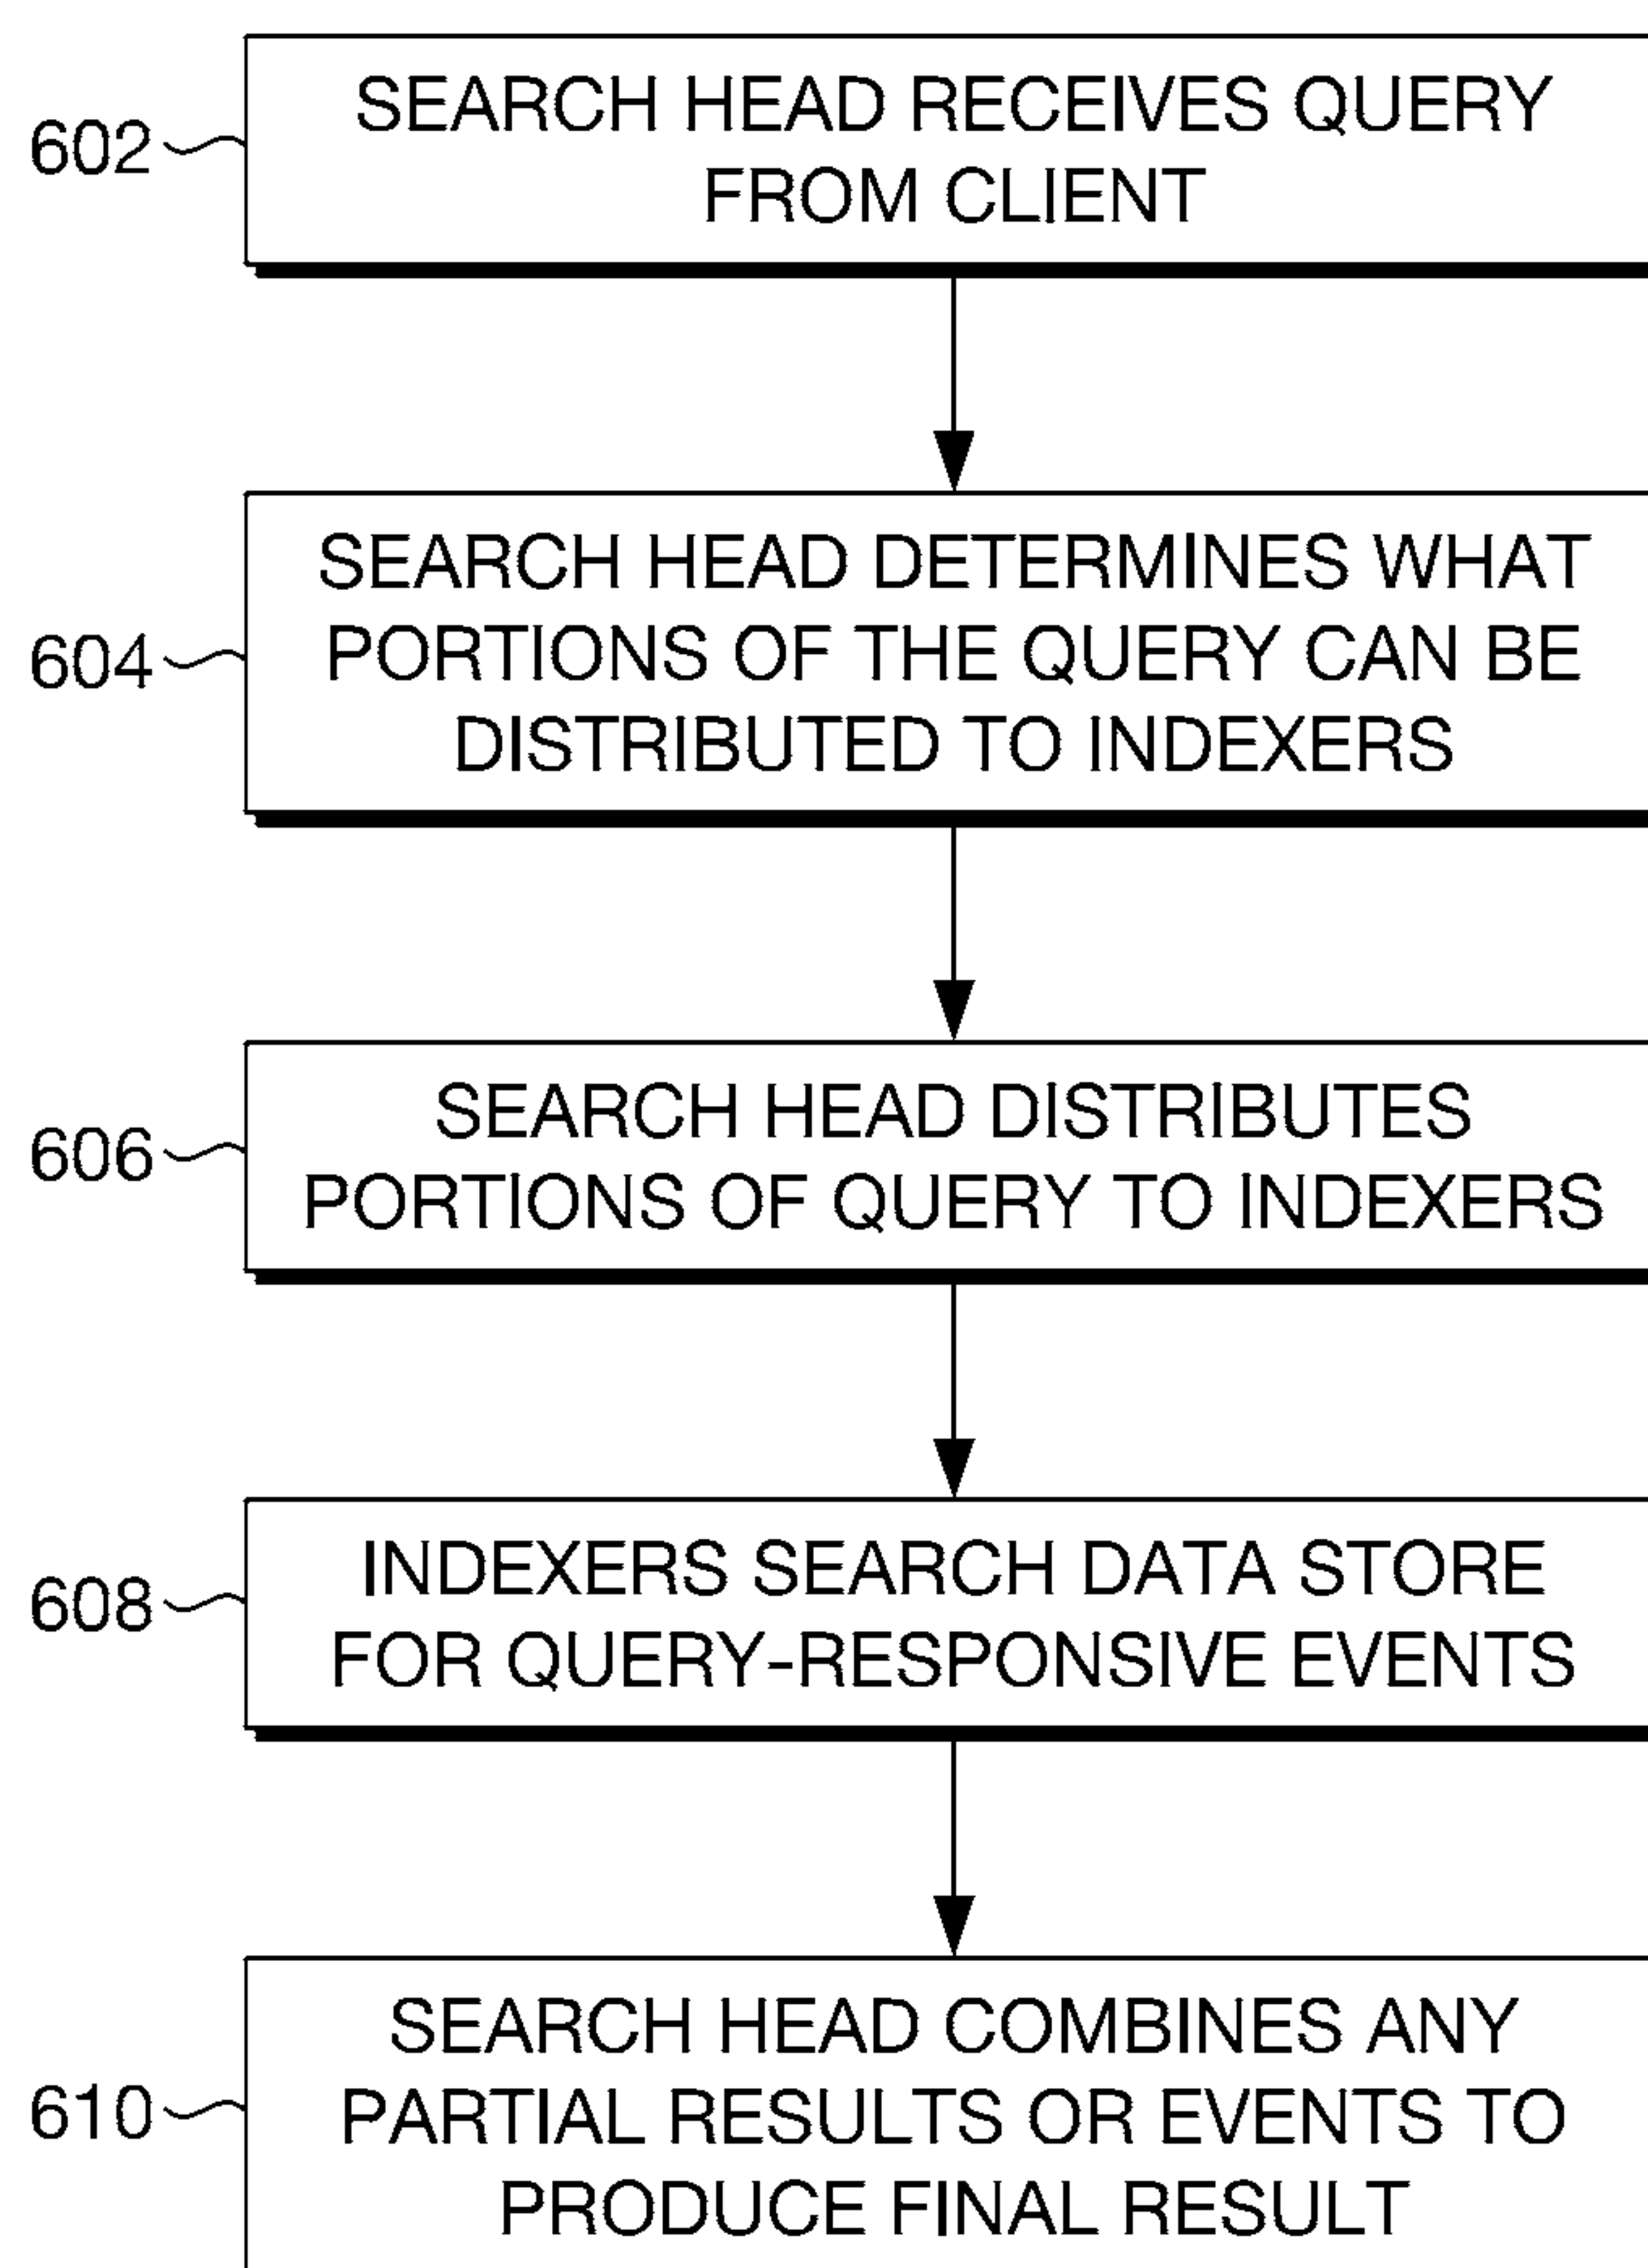 602
SEARCH HEAD RECEIVES QUERY
FROM CLIENT
604
SEARCH HEAD DETERMINES WHAT
PORTIONS OF THE QUERY CAN BE
DISTRIBUTED TO INDEXERS
606
SEARCH HEAD DISTRIBUTES
PORTIONS OF QUERY TO INDEXERS
608
INDEXERS SEARCH DATA STORE
FOR QUERY-RESPONSIVE EVENTS
610
SEARCH HEAD COMBINES ANY
PARTIAL RESULTS OR EVENTS TO
PRODUCE FINAL RESULT